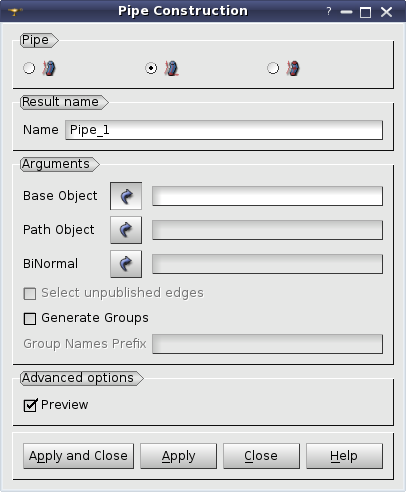 Pipe Construction
Pipe
Result name
Name Pipe_1
Arguments
Base Object
Path Object
BiNormal
Select unpublished edges
Generate Groups
Group Names Prefix
Advanced options
Preview
Apply and Close Apply Close Help